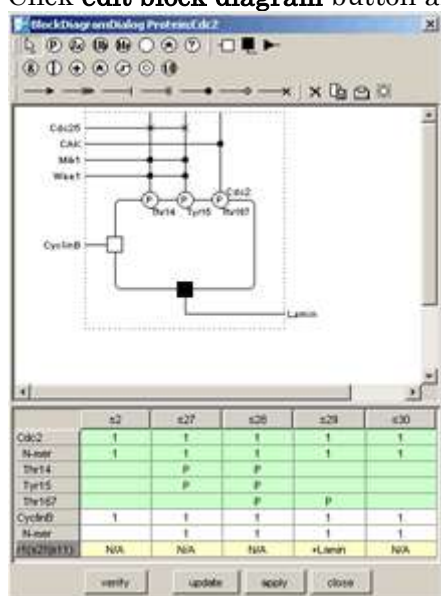 Click edit block diagram button a
BlockDiagramDialog Protein:Cdc2
Cdc25
CAK
Mik1
Wee1
P P P Cdc2
Thr14 Tyr15 Thr167
CyclinB
Lamin
s2 s27 s28 s29 s30
Cdc2 1 1 1 1 1
N-mer 1 1 1 1 1
Thr14 P P
Tyr15 P P
Thr167 P P
CyclinB 1 1 1 1 1
N-mer 1 1 1 1
N/A N/A N/A +Lamin N/A
verify update apply close